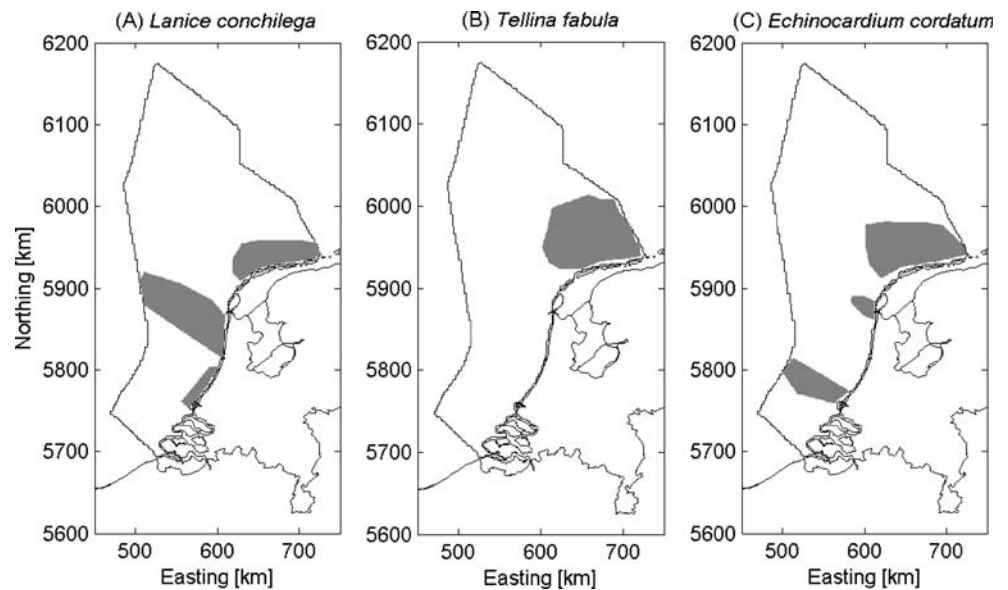 (A) Lanice conchilega
(B) Tellina fabula
(C) Echinocardium cordatum
Northing [km]
6200
6100
6000
5900
5800
5700
5600
500 600 700
Easting [km]
6200
6100
6000
5900
5800
5700
5600
500 600 700
Easting [km]
6200
6100
6000
5900
5800
5700
5600
500 600 700
Easting [km]